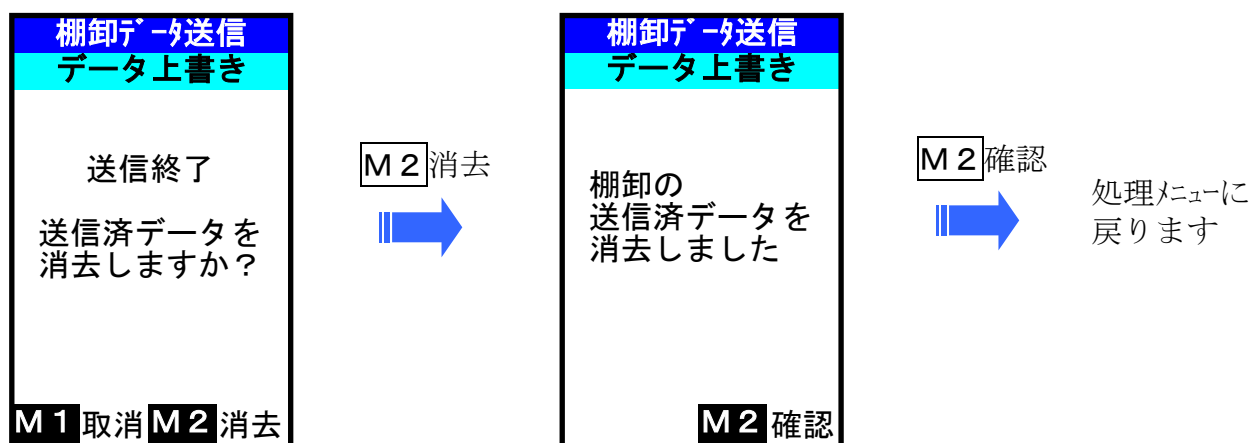 棚卸ﾃﾞｰﾀ送信
データ上書き
送信終了
送信済データを
消去しますか？
Ｍ１取消Ｍ２消去
Ｍ２消去
棚卸ﾃﾞｰﾀ送信
データ上書き
棚卸の
送信済データを
消去しました
Ｍ２確認
Ｍ２確認
処理ﾒﾆｭｰに
戻ります